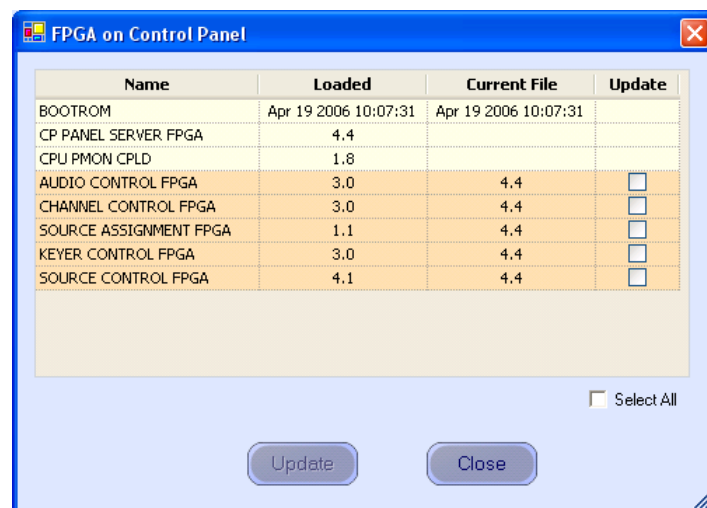 FPGA on Control Panel
Name Loaded Current File Update
BOOTROM Apr 19 2006 10:07:31 Apr 19 2006 10:07:31
CP PANEL SERVER FPGA 4.4
CPU PMON CPLD 1.8
AUDIO CONTROL FPGA 3.0 4.4
CHANNEL CONTROL FPGA 3.0 4.4
SOURCE ASSIGNMENT FPGA 1.1 4.4
KEYER CONTROL FPGA 3.0 4.4
SOURCE CONTROL FPGA 4.1 4.4
Select All
Update Close